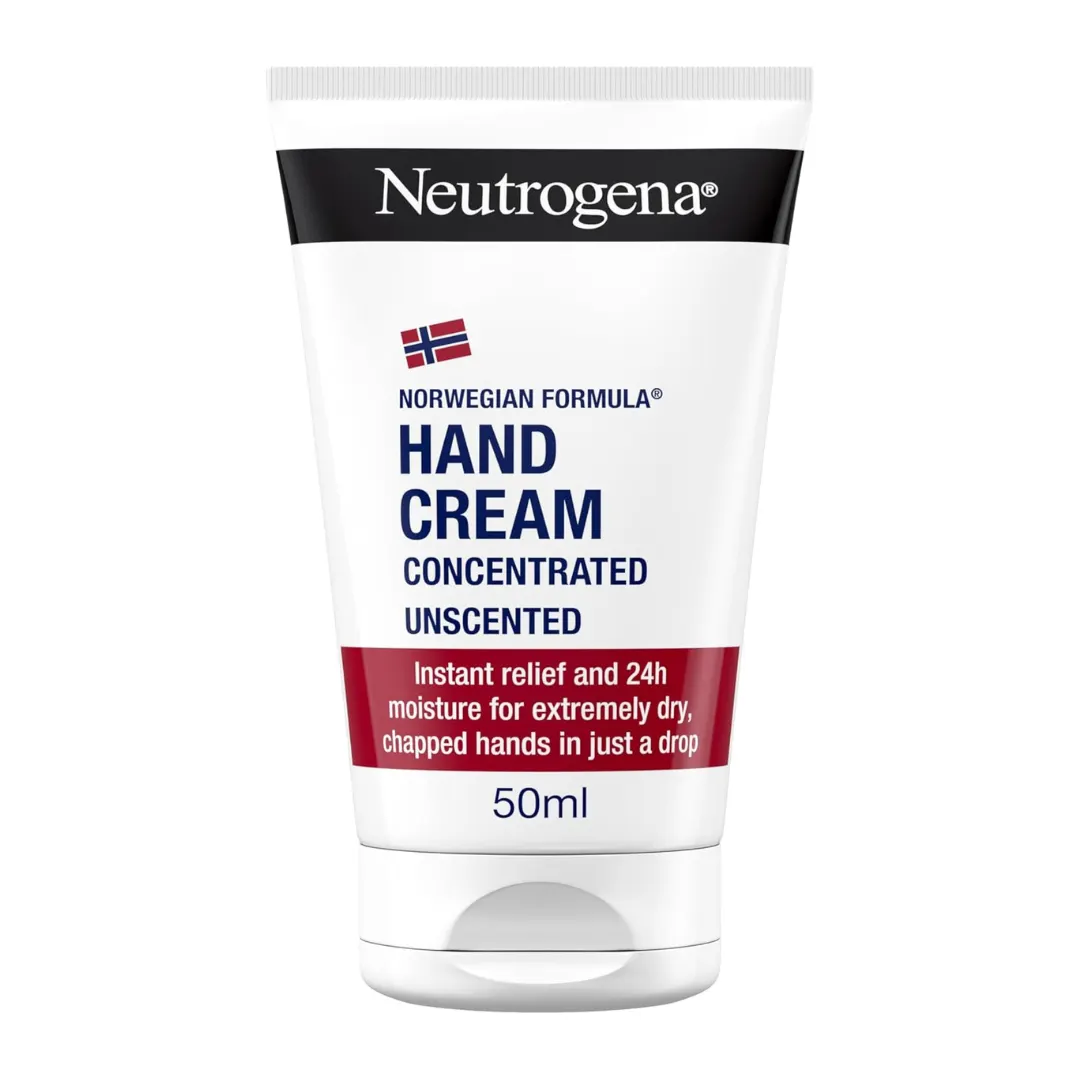 Neutrogena®
NORWEGIAN FORMULA®
HAND
CREAM
CONCENTRATED
UNSCENTED
Instant relief and 24h
moisture for extremely dry,
chapped hands in just a drop
50ml